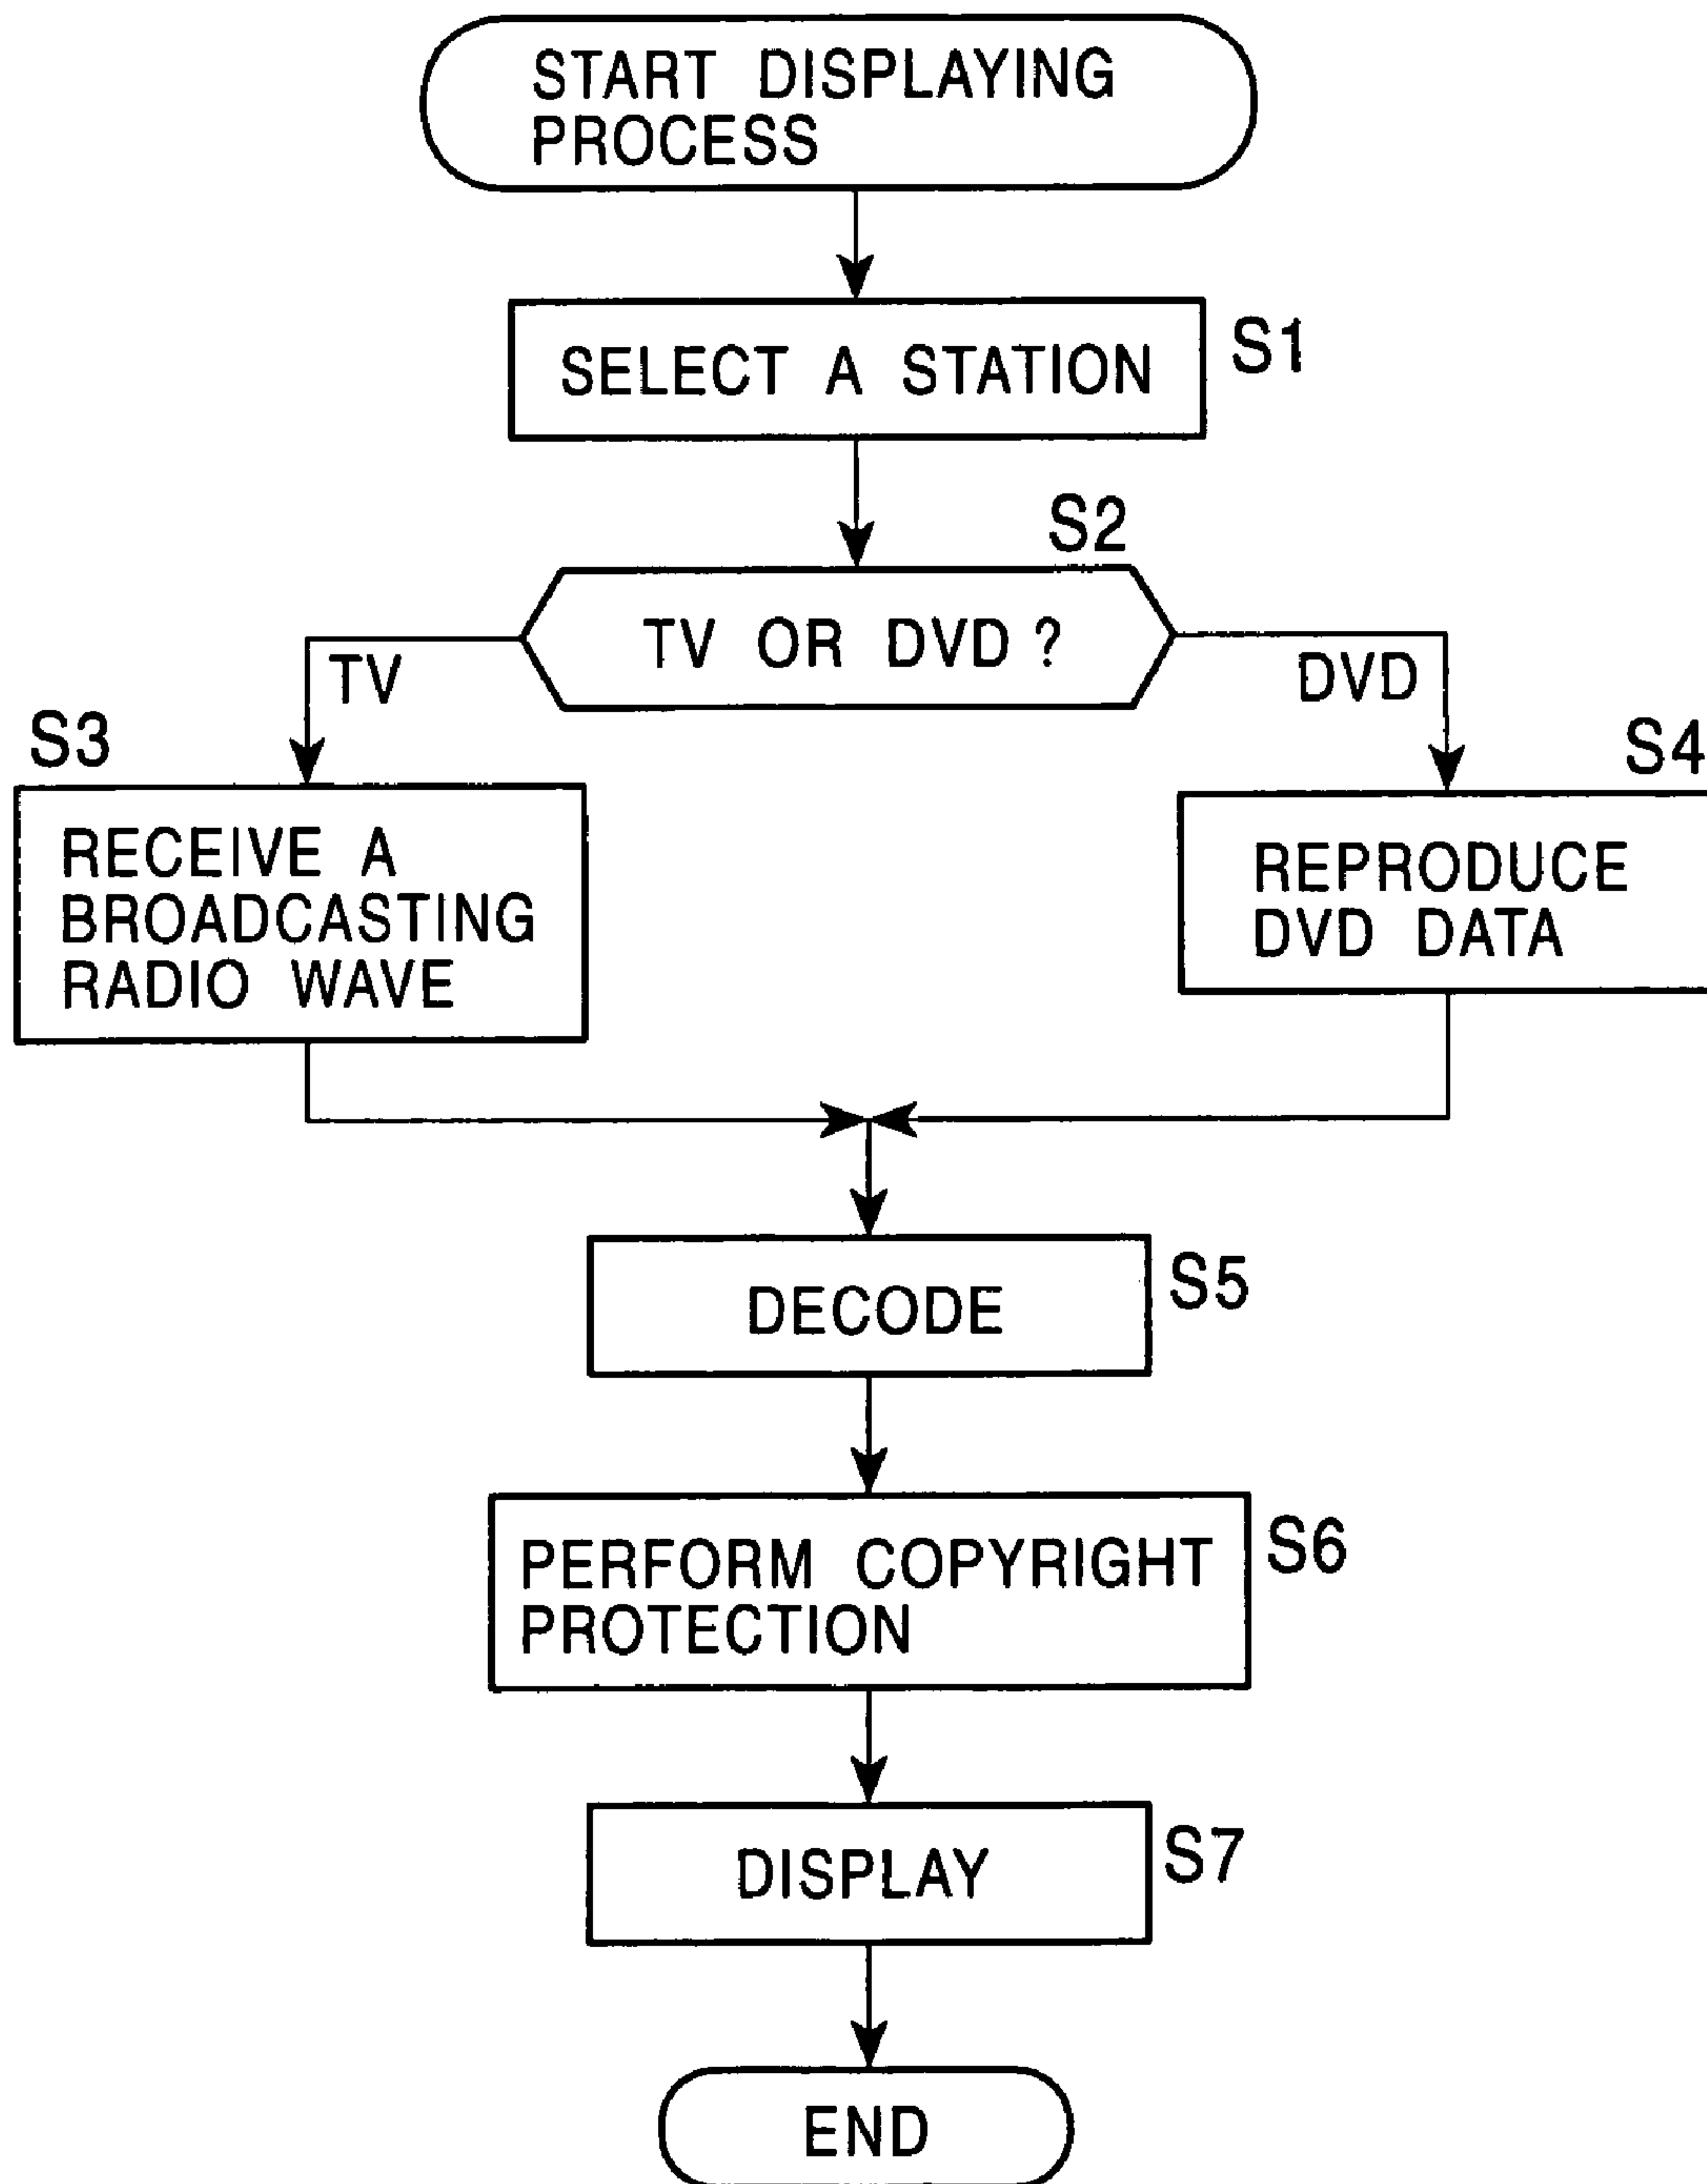 START DISPLAYING
PROCESS
SELECT A STATION
S1
S2
TV OR DVD ?
TV
DVD
S3
S4
RECEIVE A
BROADCASTING
RADIO WAVE
REPRODUCE
DVD DATA
DECODE
S5
PERFORM COPYRIGHT
PROTECTION
S6
DISPLAY
S7
END